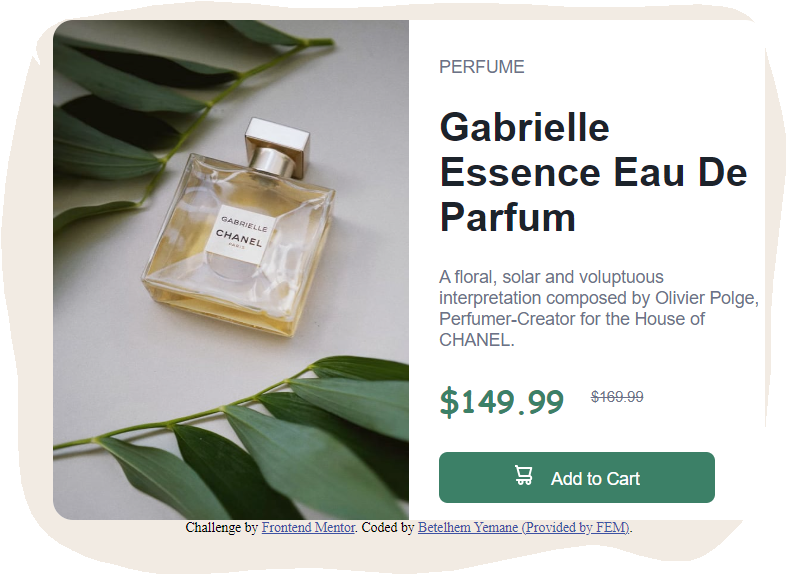 PERFUME
Gabrielle
Essence Eau De
Parfum
A floral, solar and voluptuous
interpretation composed by Olivier Polge,
Perfumer-Creator for the House of
CHANEL.
$149.99 $169.99
Add to Cart
GABRIELLE
CHANEL
PARIS
Challenge by Frontend Mentor. Coded by Betelhem Yemane (Provided by FEM).